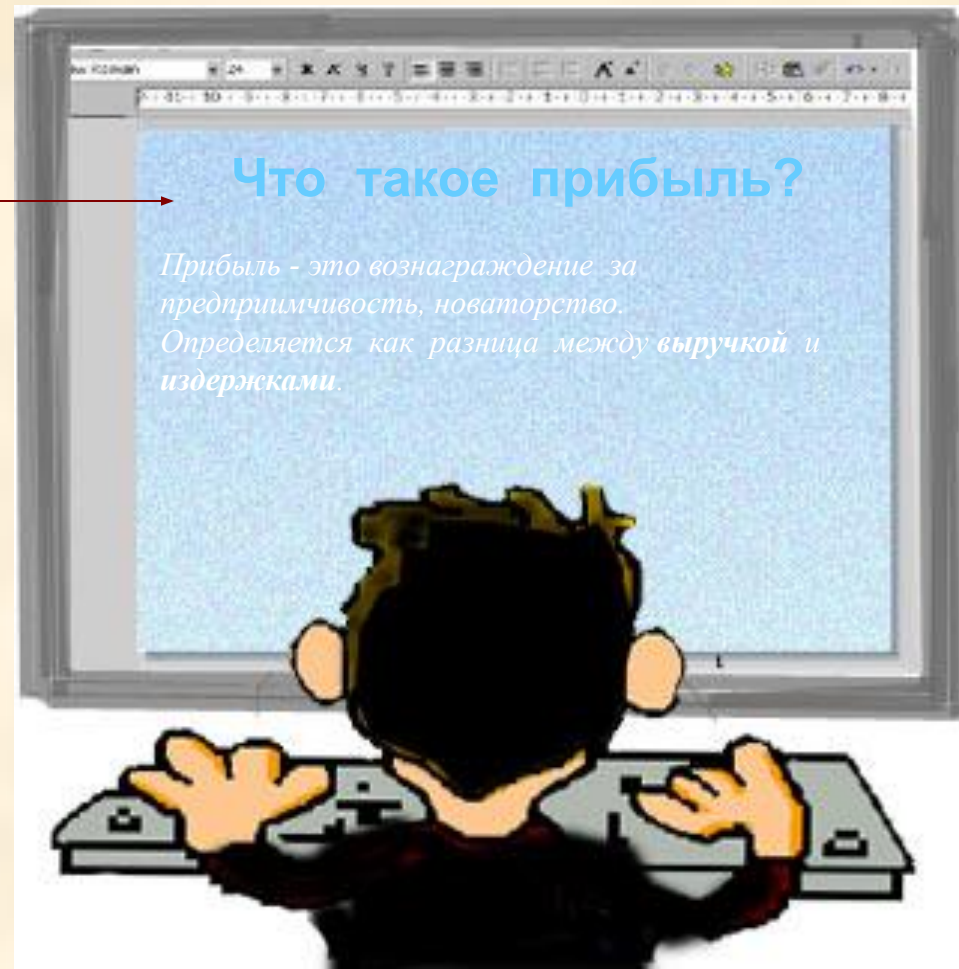 Что такое прибыль?
Прибыль - это вознаграждение за
предприимчивость, новаторство.
Определяется как разница между выручкой и
издержками.